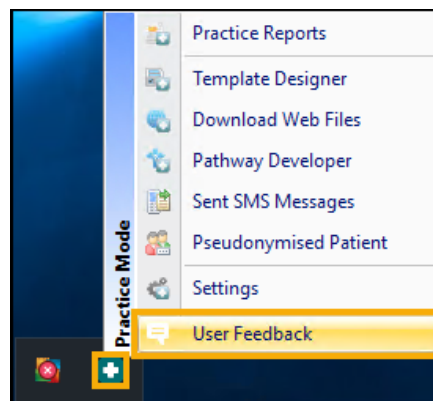 Practice Reports
Template Designer
Download Web Files
Pathway Developer
Sent SMS Messages
Pseudonymised Patient
Settings
User Feedback
Practice Mode